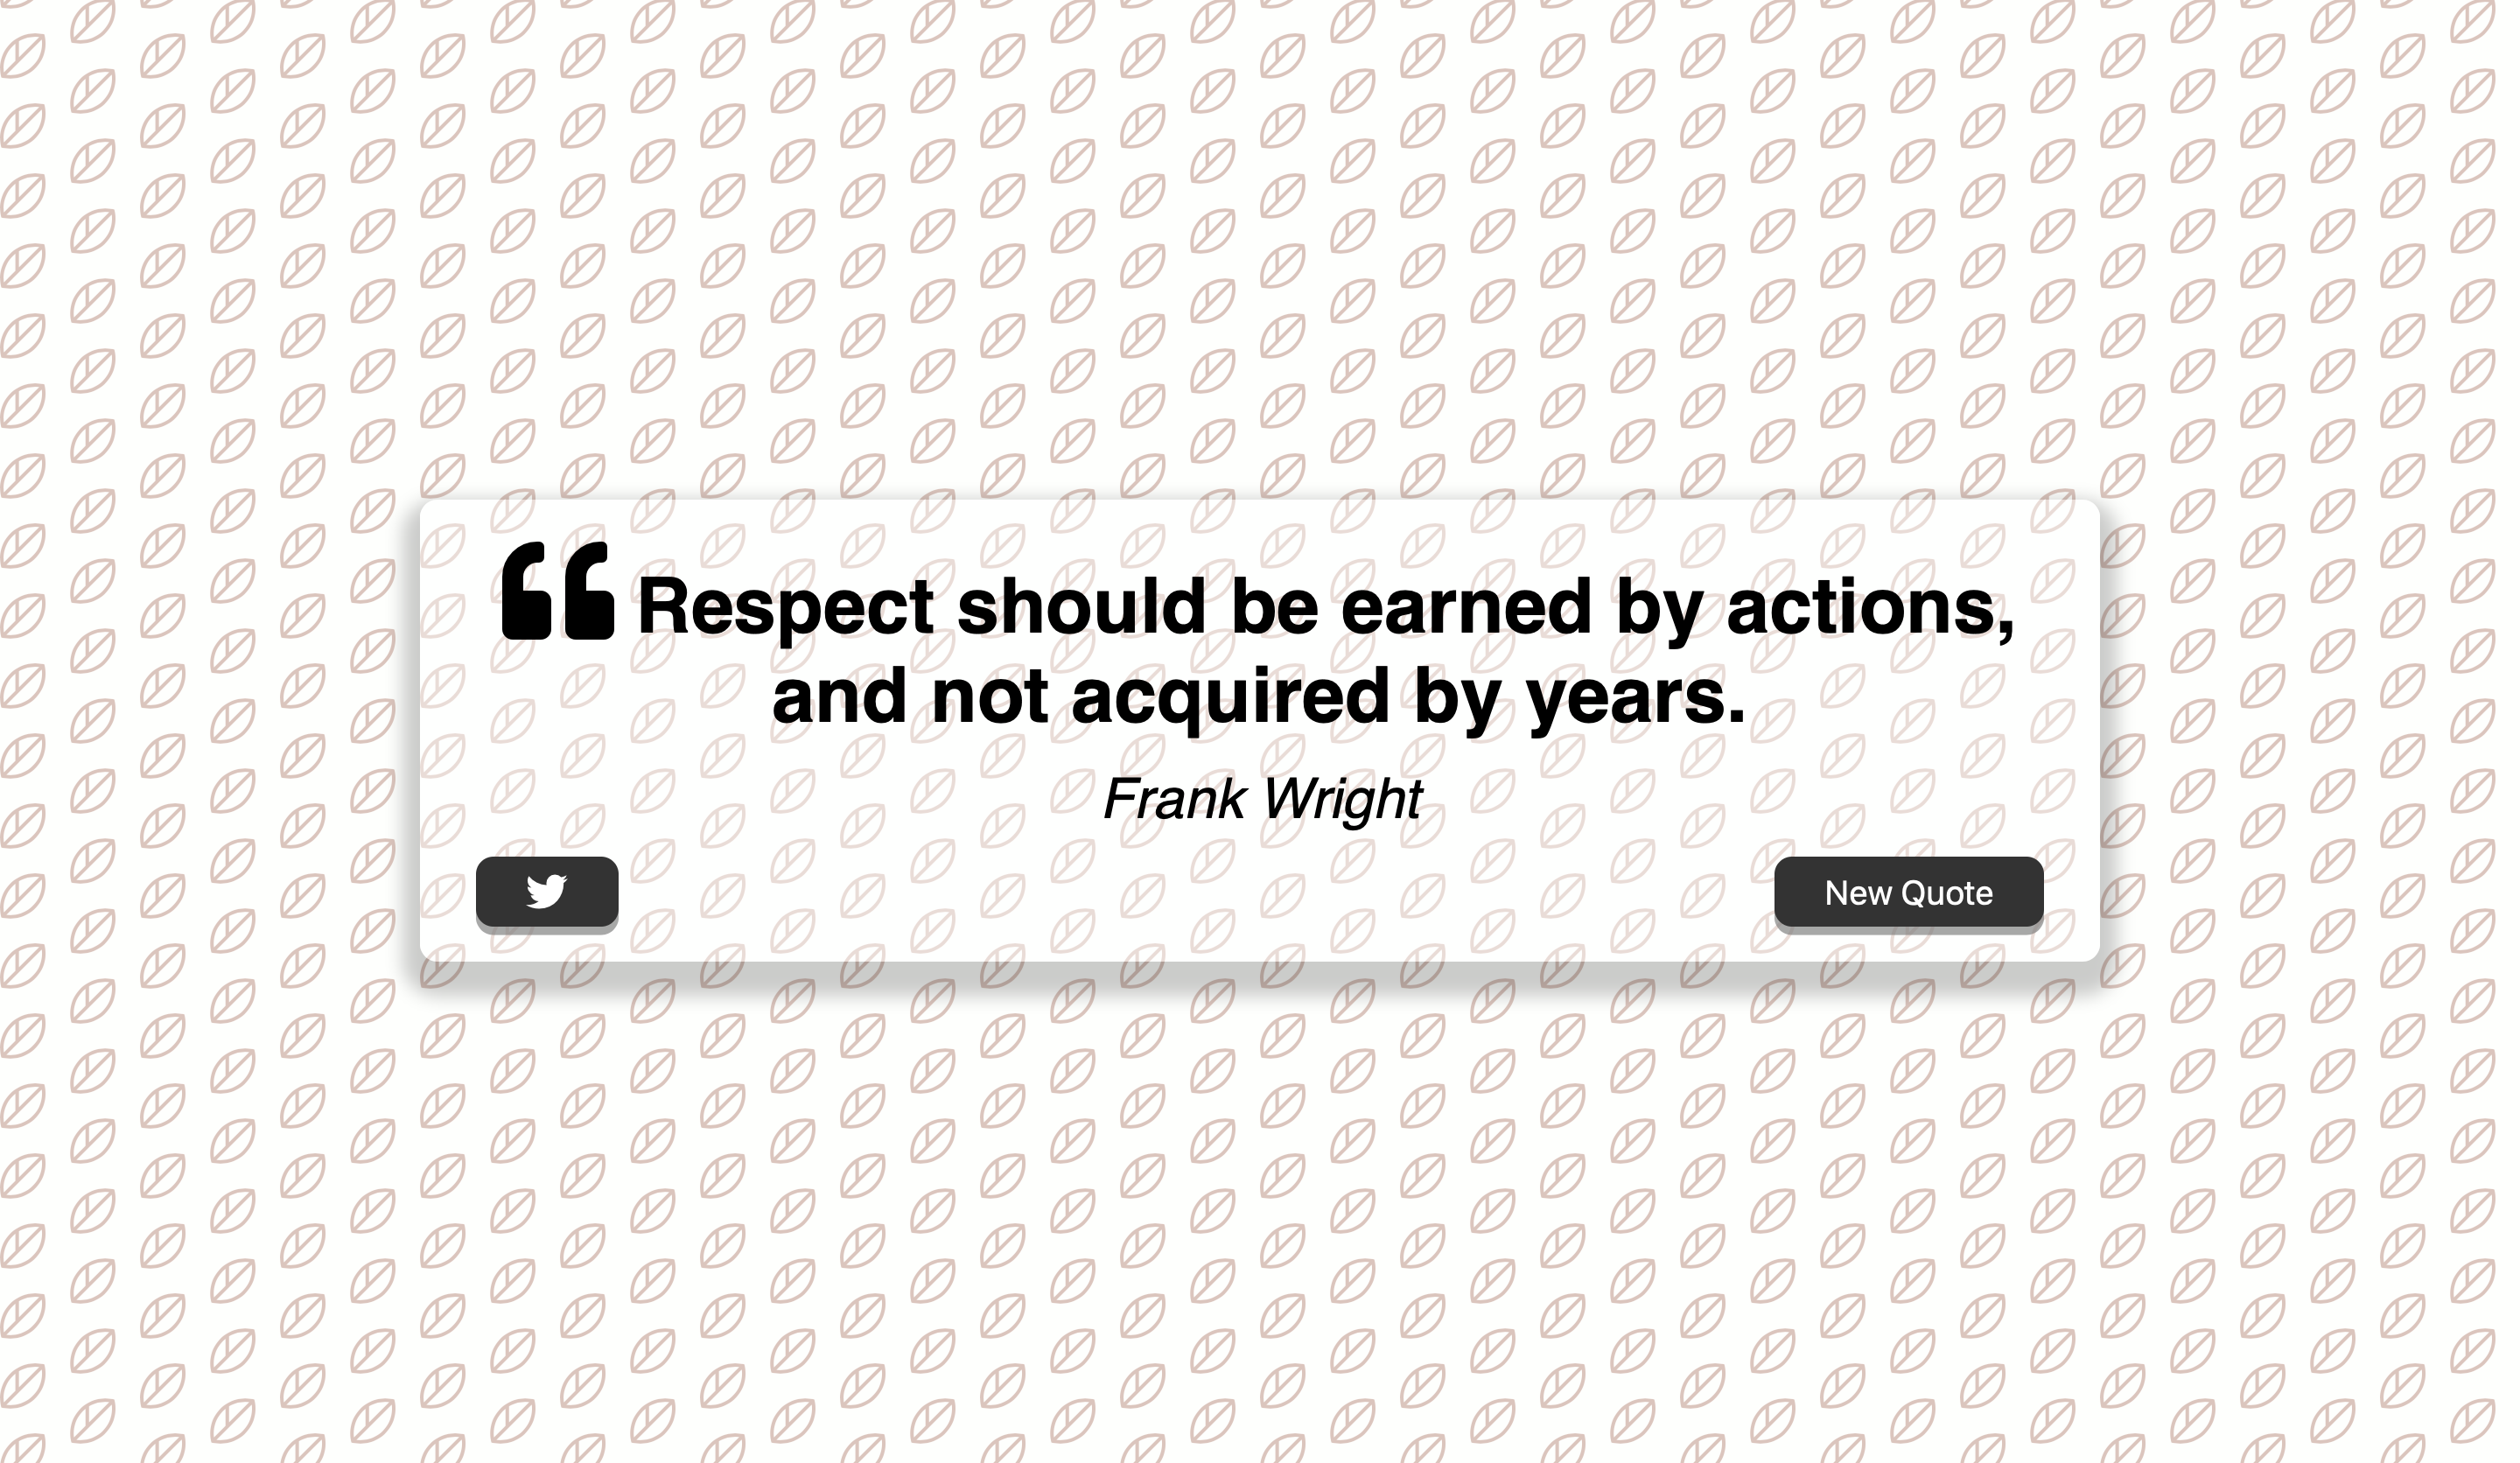 “ Respect should be earned by actions,
and not acquired by years.
Frank Wright
New Quote